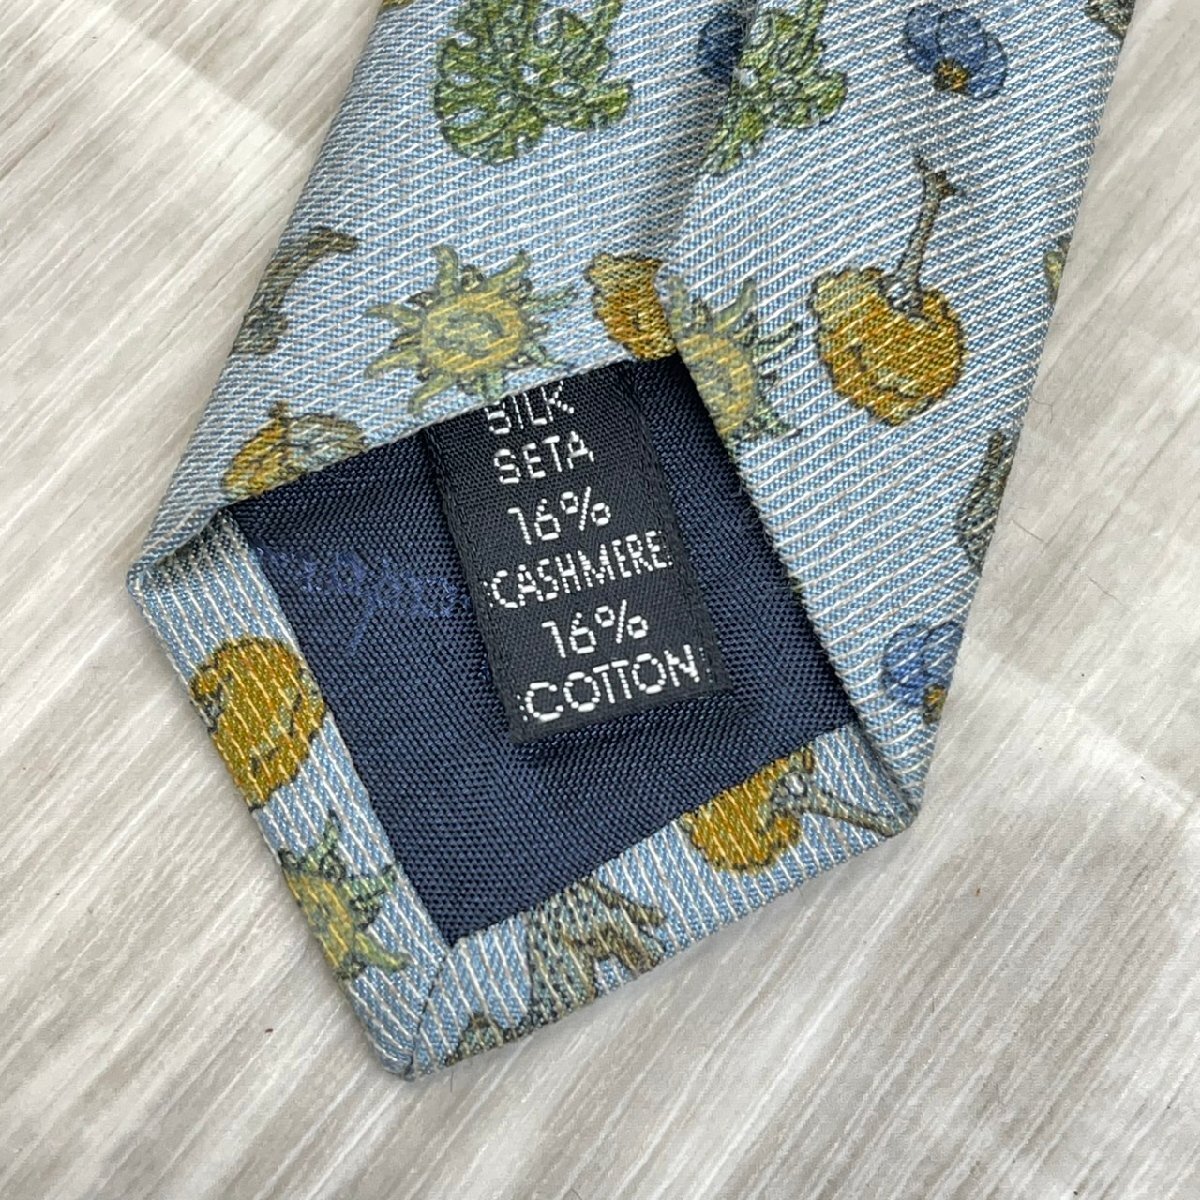 SILK
SETA
16%
CASHMERE
16%
COTTON